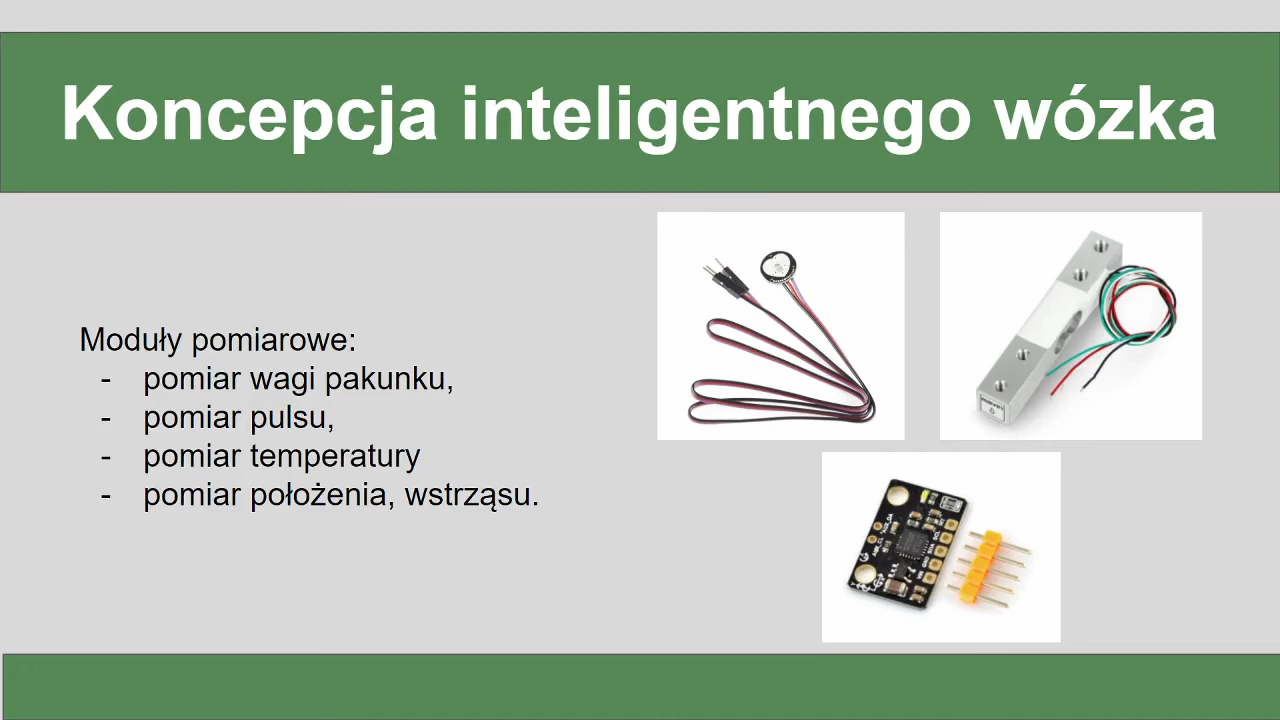 Koncepcja inteligentnego wózka
Moduły pomiarowe:
- pomiar wagi pakunku,
- pomiar pulsu,
- pomiar temperatury
- pomiar położenia, wstrząsu.